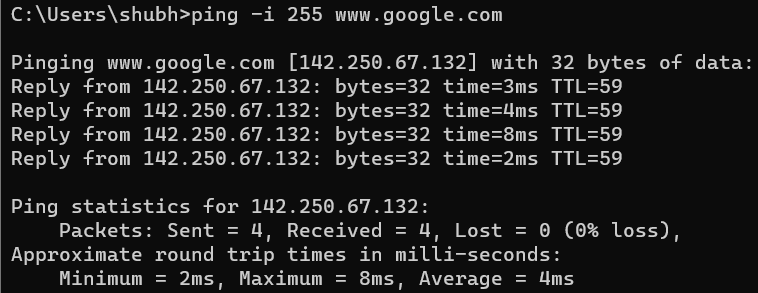 C:\Users\shubh>ping -i 255 www.google.com
Pinging www.google.com [142.250.67.132] with 32 bytes of data:
Reply from 142.250.67.132: bytes=32 time=3ms TTL=59
Reply from 142.250.67.132: bytes=32 time=4ms TTL=59
Reply from 142.250.67.132: bytes=32 time=8ms TTL=59
Reply from 142.250.67.132: bytes=32 time=2ms TTL=59
Ping statistics for 142.250.67.132:
    Packets: Sent = 4, Received = 4, Lost = 0 (0% loss),
Approximate round trip times in milli-seconds:
    Minimum = 2ms, Maximum = 8ms, Average = 4ms